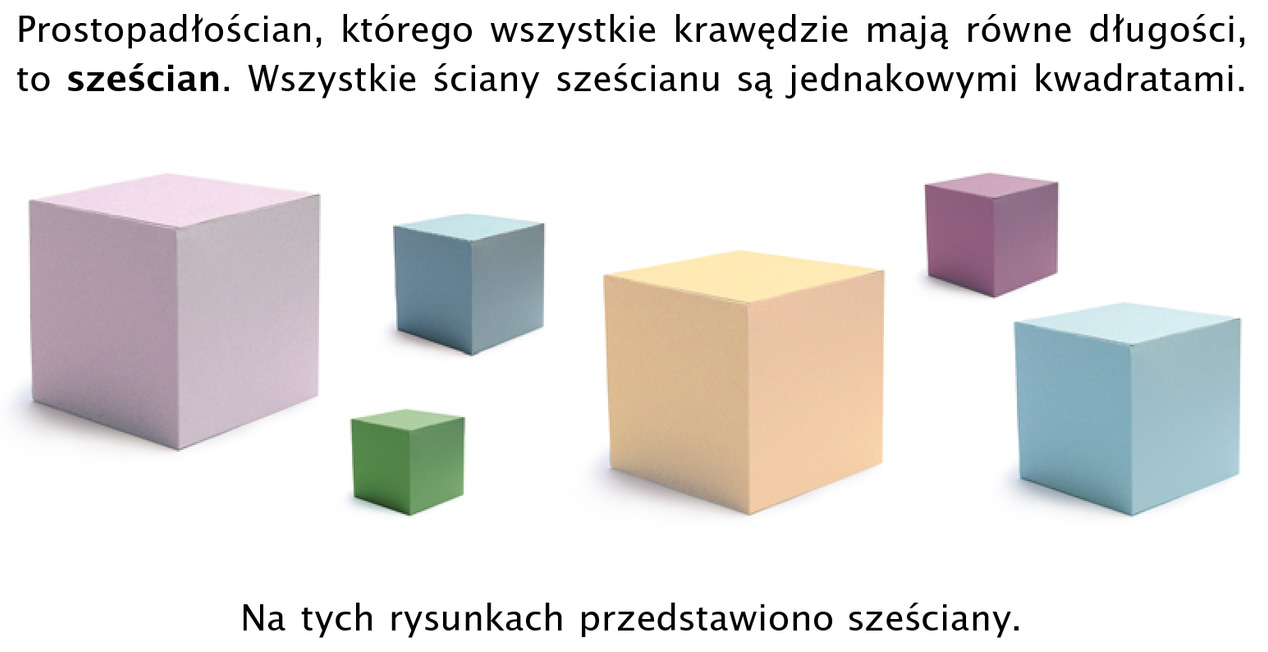 Prostopadłościan, którego wszystkie krawędzie mają równe długości,
to sześcian. Wszystkie ściany sześcianu są jednakowymi kwadratami.
Na tych rysunkach przedstawiono sześciany.